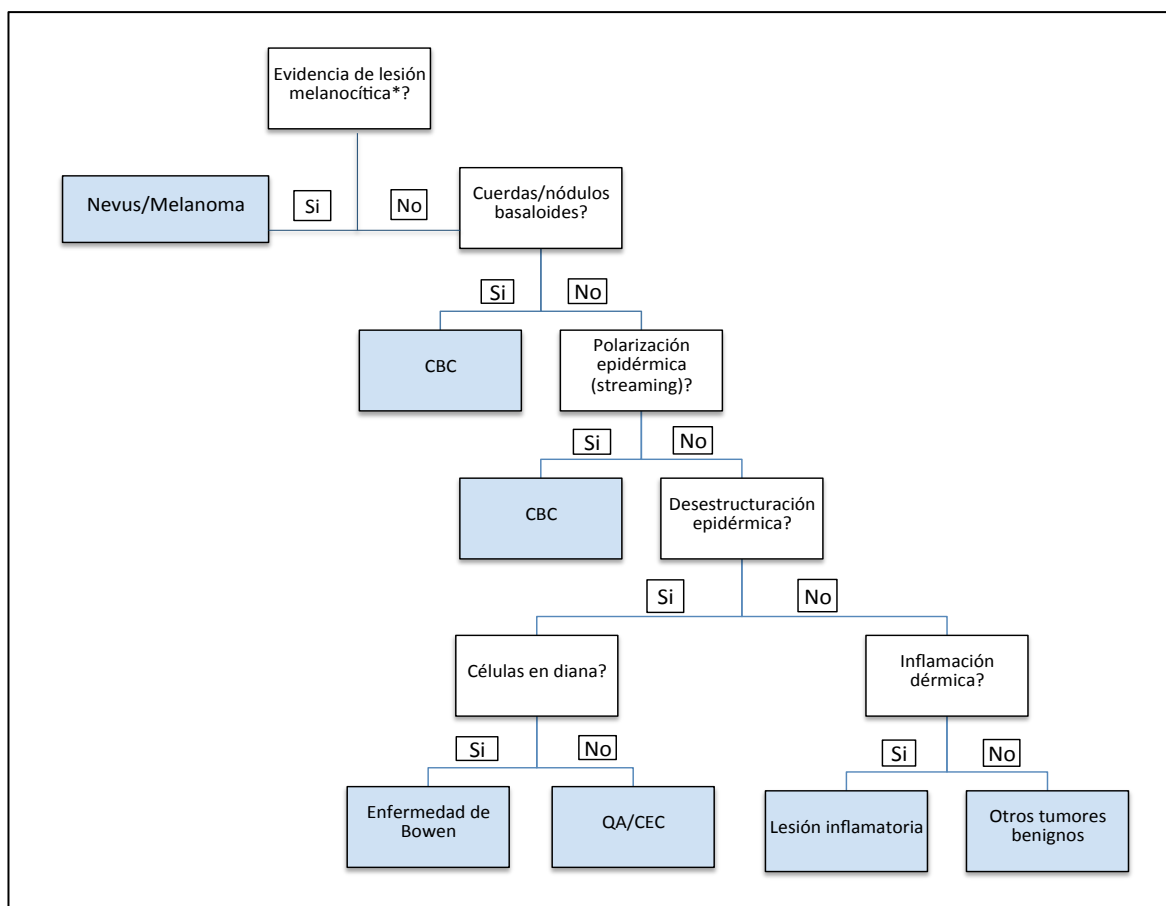 Evidencia de lesión
melanocítica*?
Nevus/Melanoma
Si
No
Cuerdas/nódulos
basaloides?
Si
No
CBC
Polarización
epidérmica
(streaming)?
Si
No
CBC
Desestructuración
epidérmica?
Si
No
Células en diana?
Inflamación
dérmica?
Si
No
Si
No
Enfermedad de
Bowen
QA/CEC
Lesión inflamatoria
Otros tumores
benignos